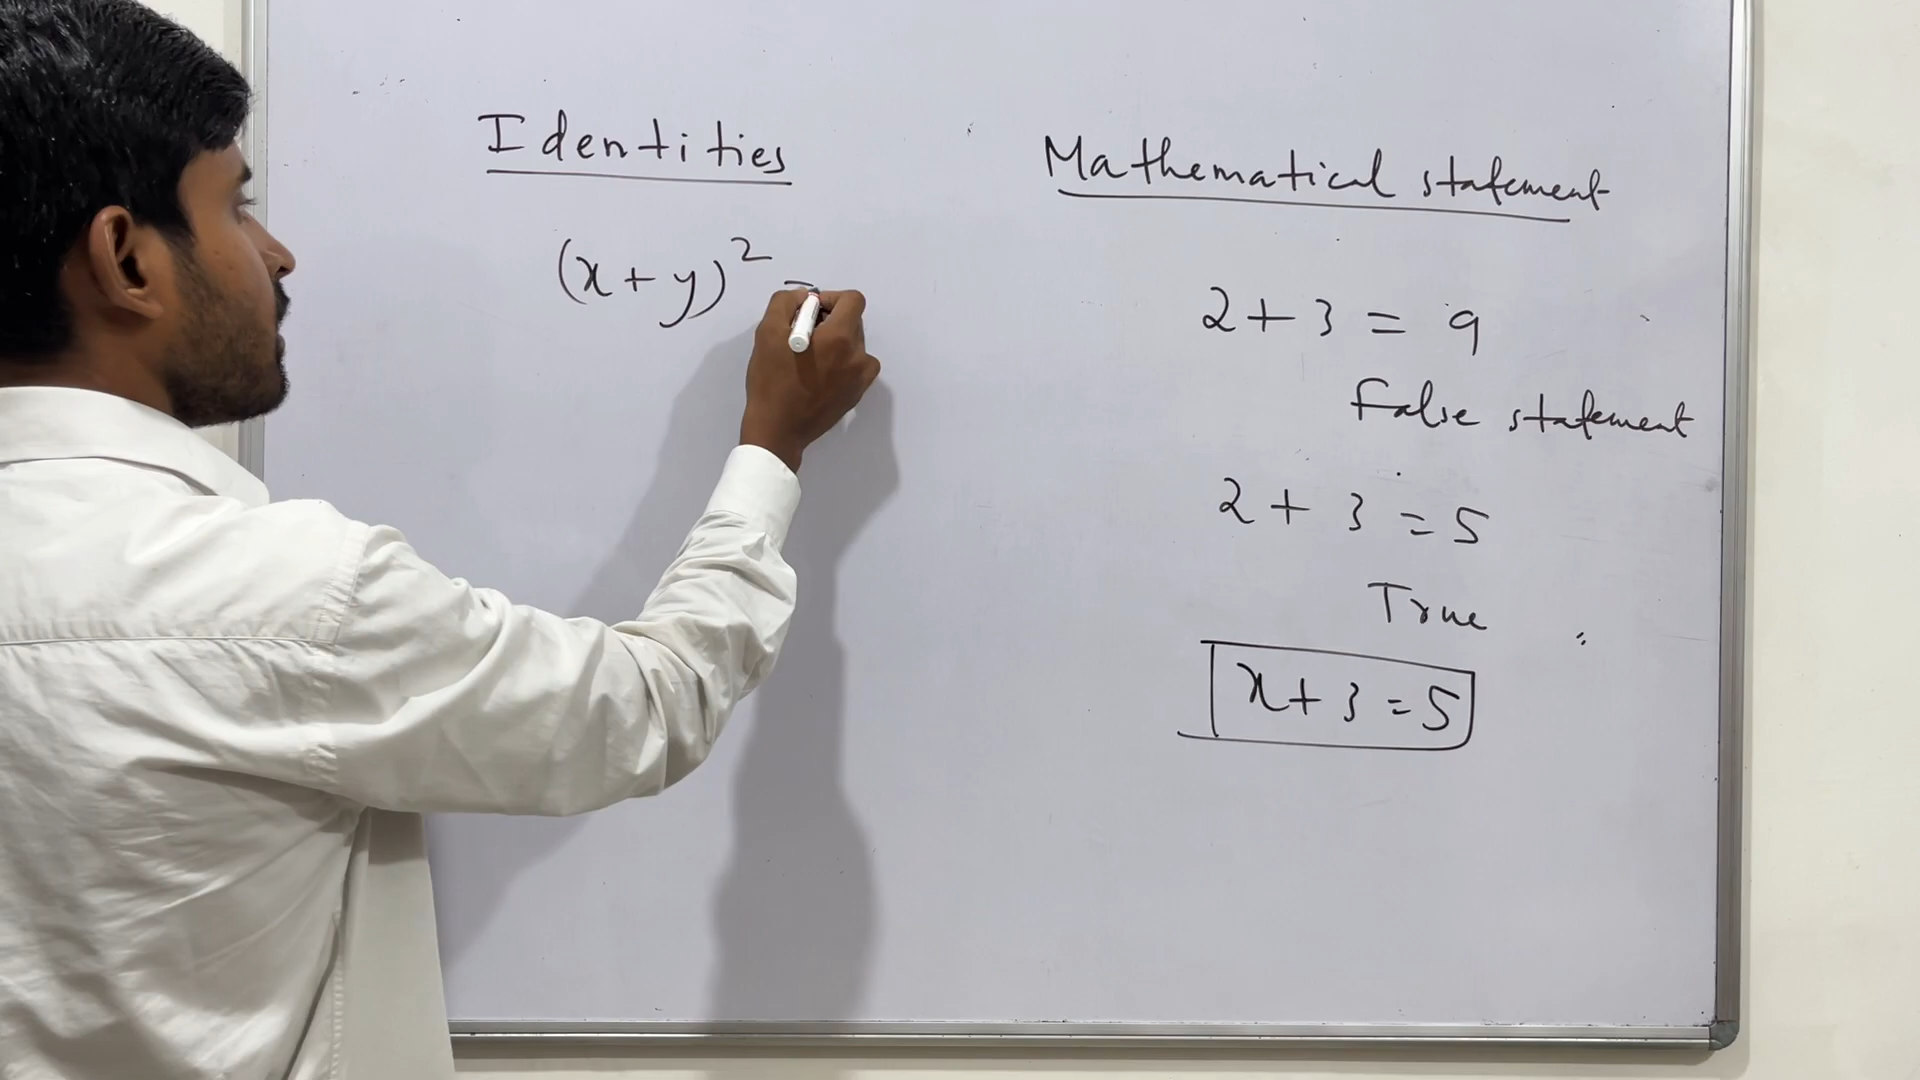 Identities
(x+y)² =
Mathematical statement
2+3 = 9
False statement
2 + 3 = 5
True
x+3=5